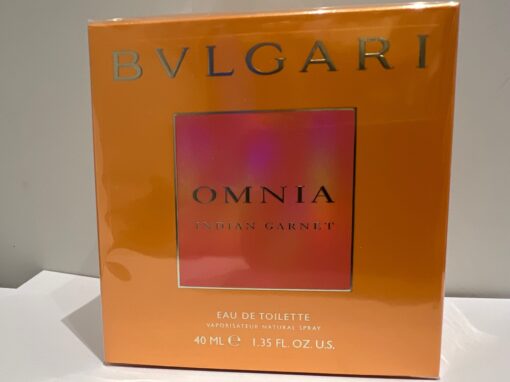 BVLGARI
OMNIA
INDIAN GARNET
EAU DE TOILETTE
VAPORISATEUR NATURAL SPRAY
40 ML ℮ 1.35 FL. OZ. U.S.